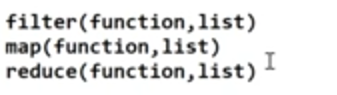 filter(function,list)
map(function,list)
reduce(function,list)